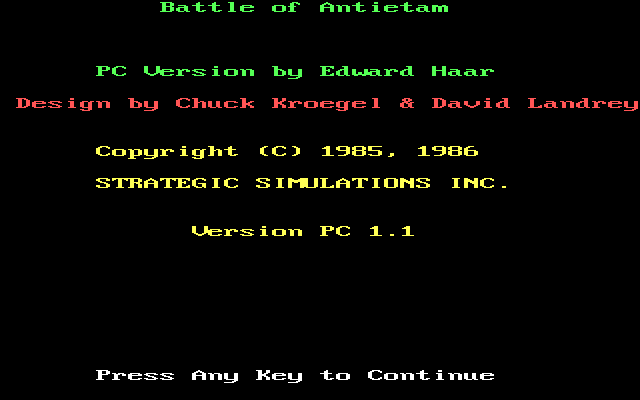 Battle of Antietam
PC Version by Edward Haar
Design by Chuck Kroegel & David Landrey
Copyright (C) 1985, 1986
STRATEGIC SIMULATIONS INC.
Version PC 1.1
Press Any Key to Continue